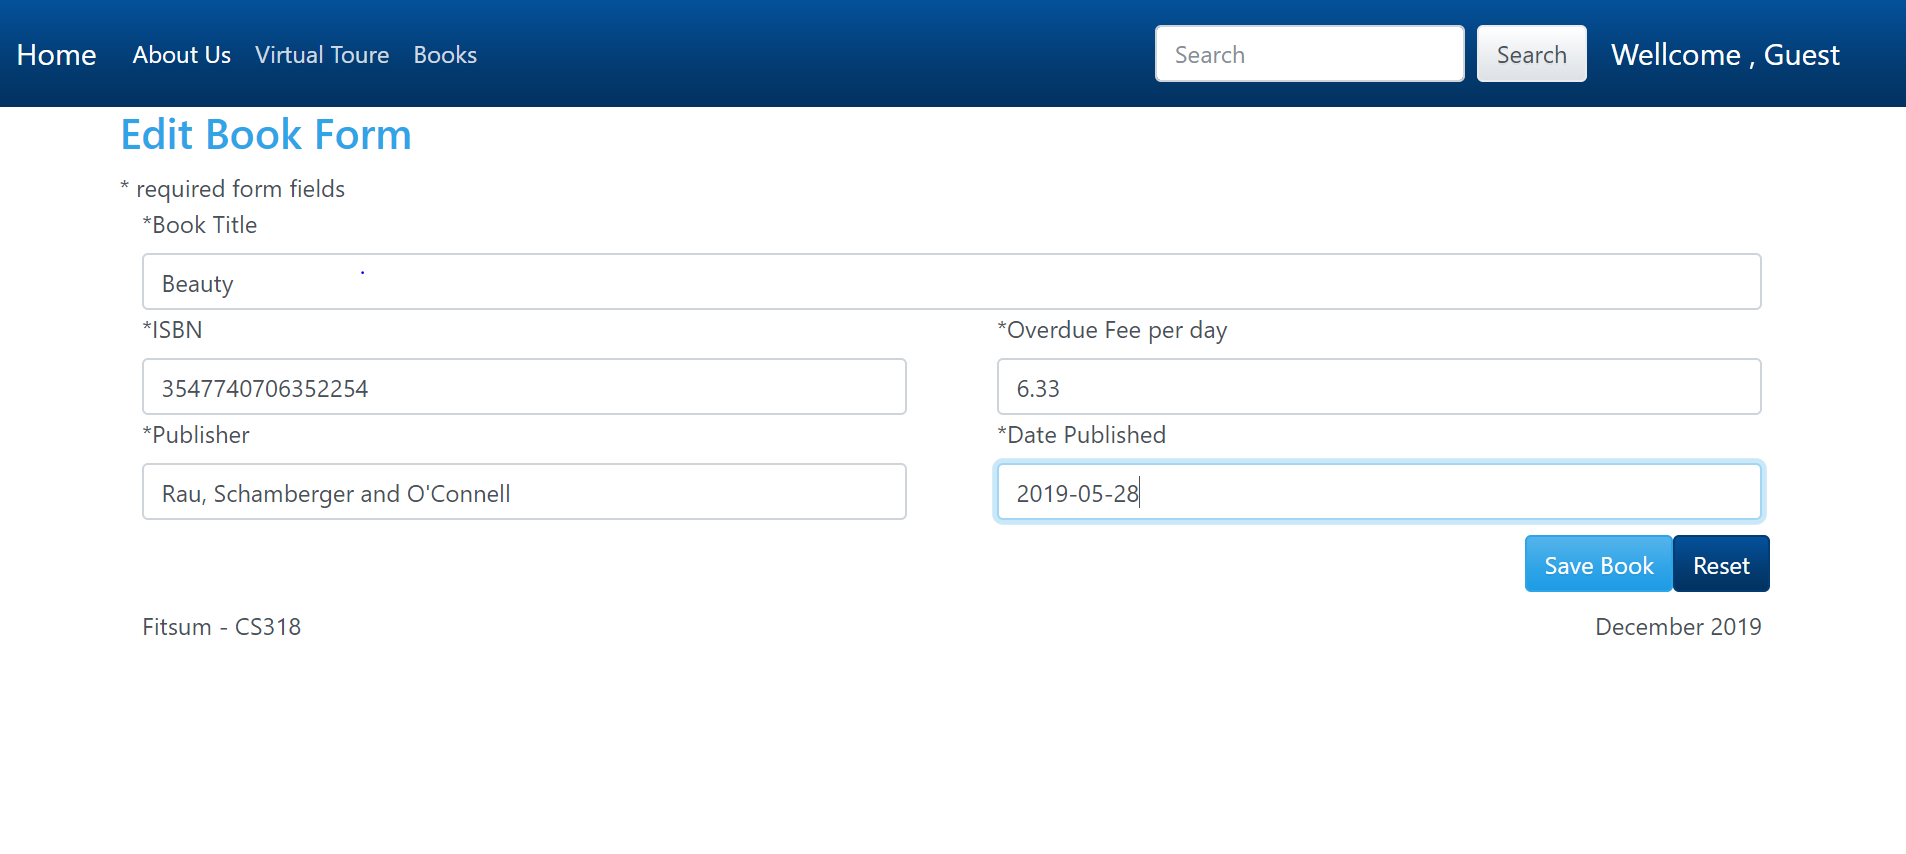 Home About Us Virtual Toure Books Search Search Wellcome , Guest
Edit Book Form
* required form fields
*Book Title
Beauty
*ISBN *Overdue Fee per day
3547740706352254 6.33
*Publisher *Date Published
Rau, Schamberger and O'Connell 2019-05-28
Save Book Reset
Fitsum - CS318 December 2019